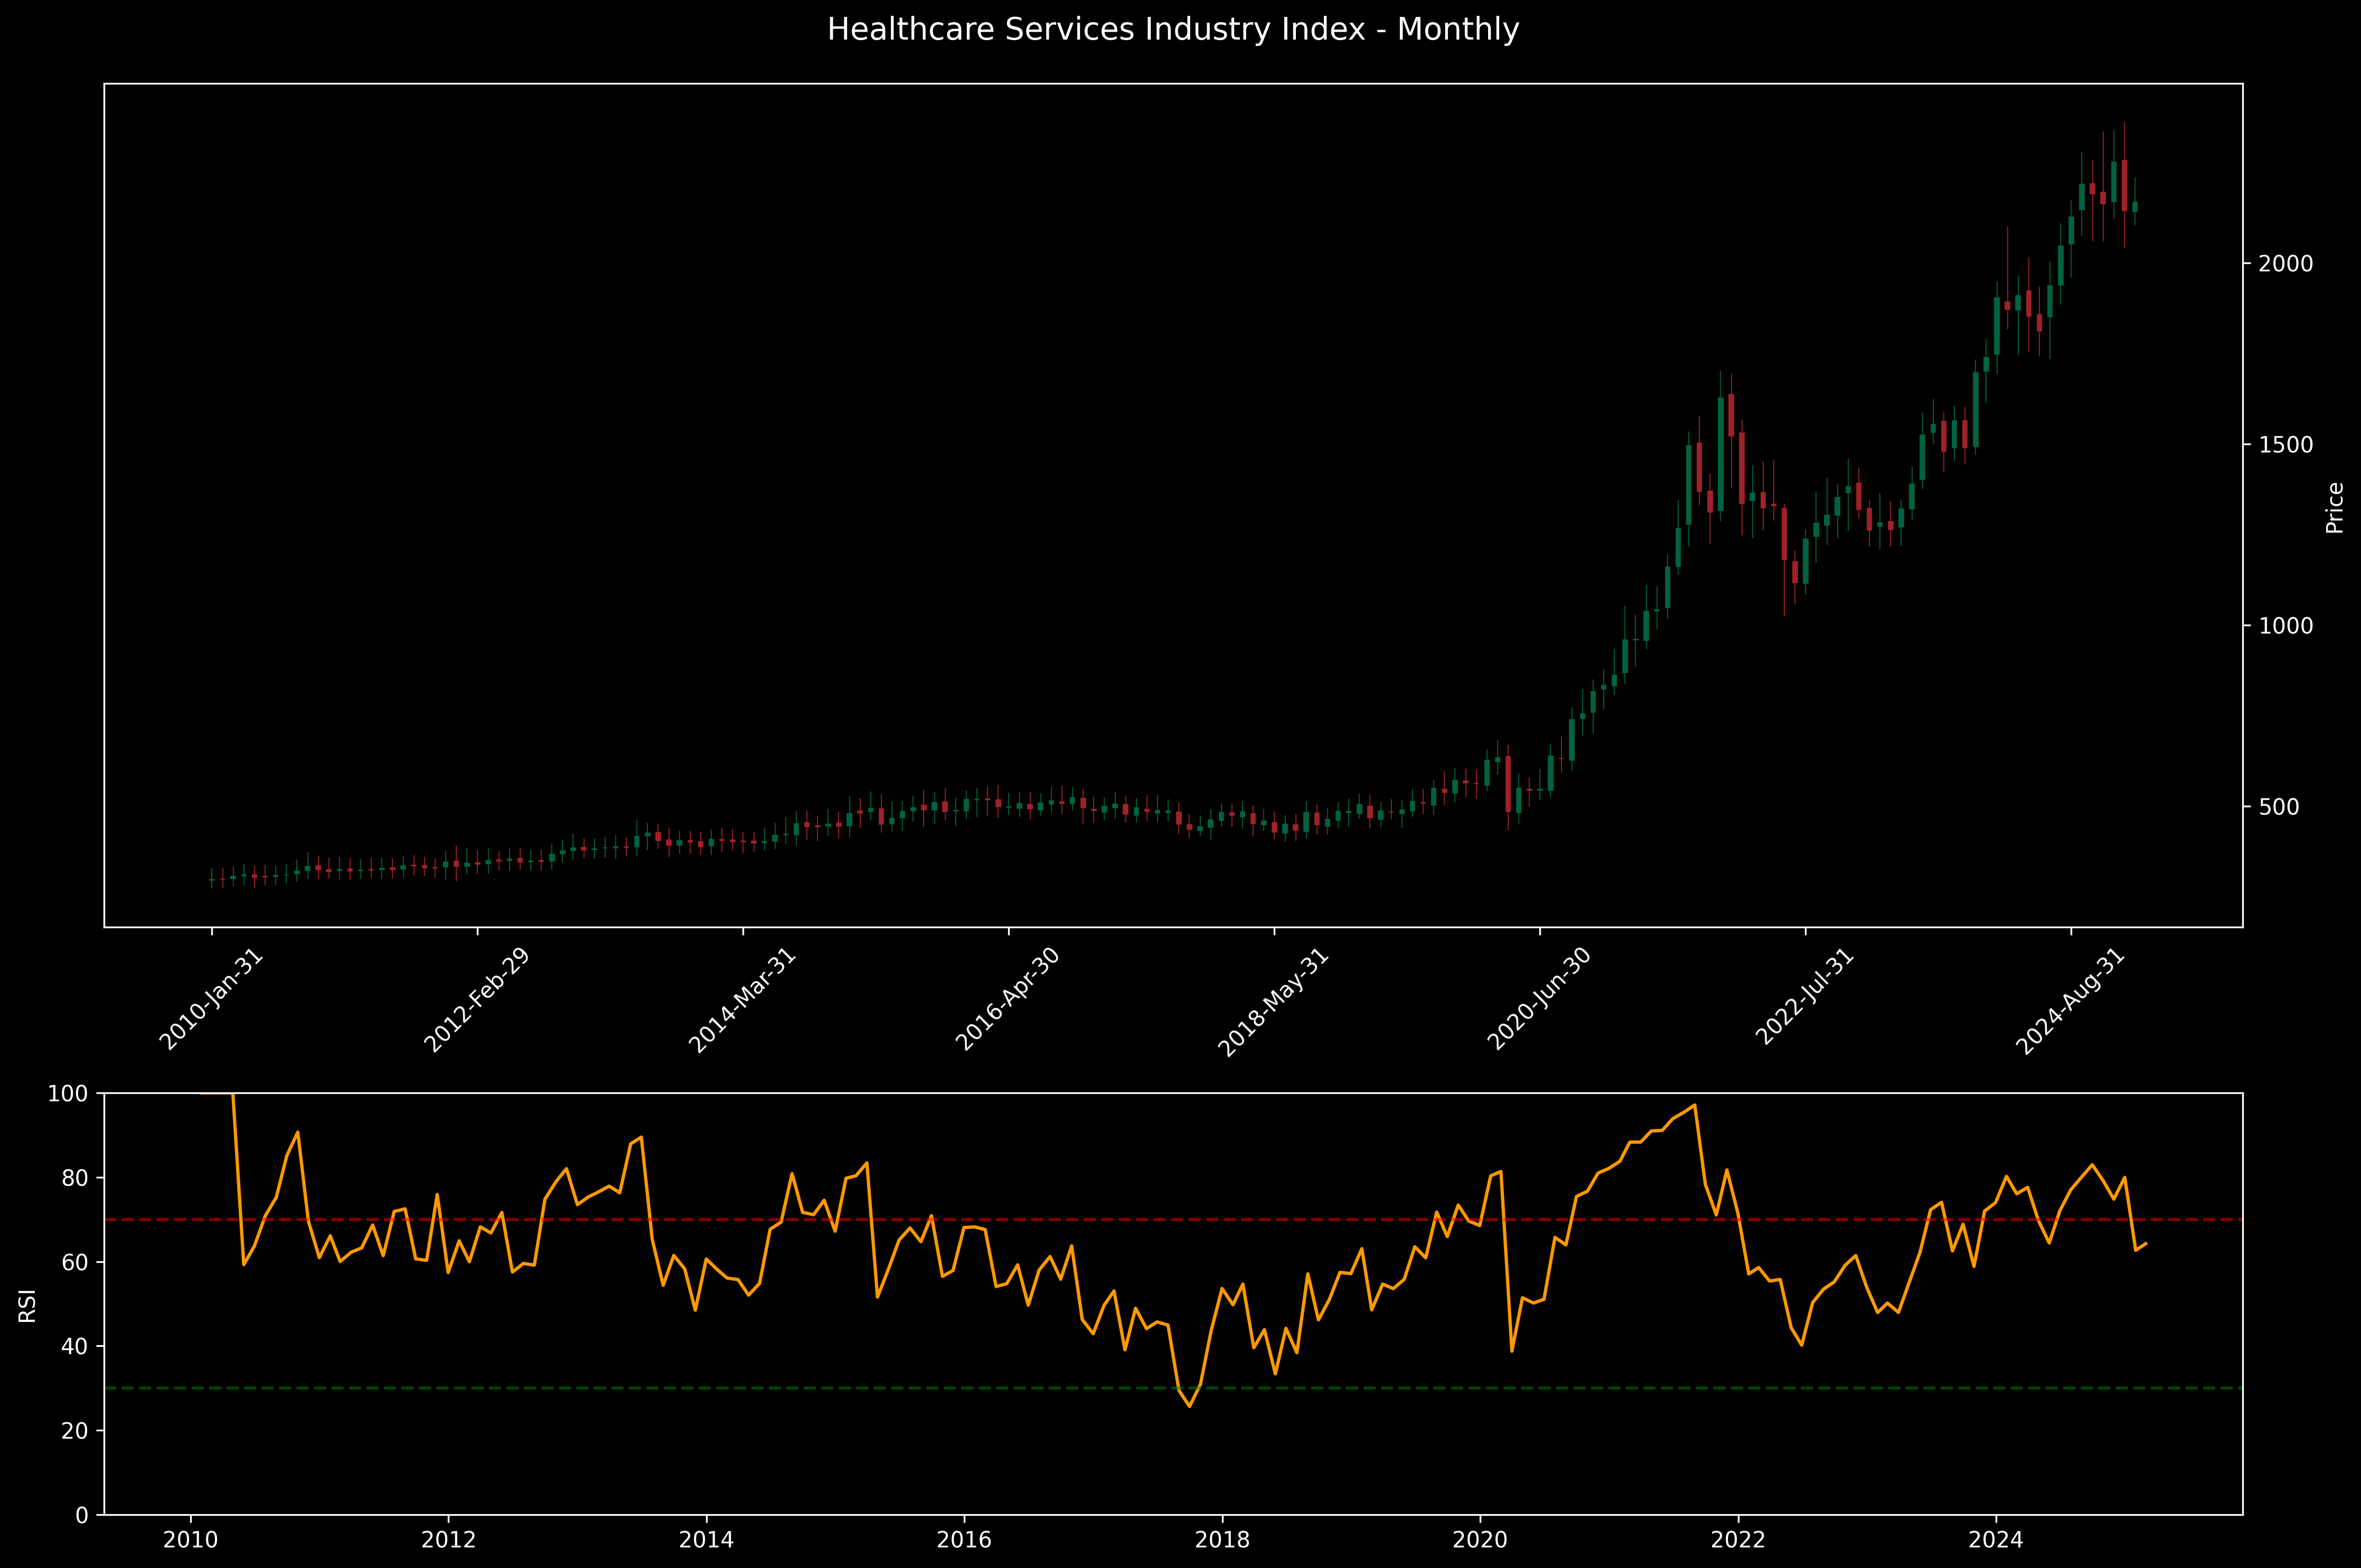 Healthcare Services Industry Index - Monthly
2000
1500
1000
500
Price
2010-Jan-31
2012-Feb-29
2014-Mar-31
2016-Apr-30
2018-May-31
2020-Jun-30
2022-Jul-31
2024-Aug-31
100
80
60
40
20
0
RSI
2010
2012
2014
2016
2018
2020
2022
2024